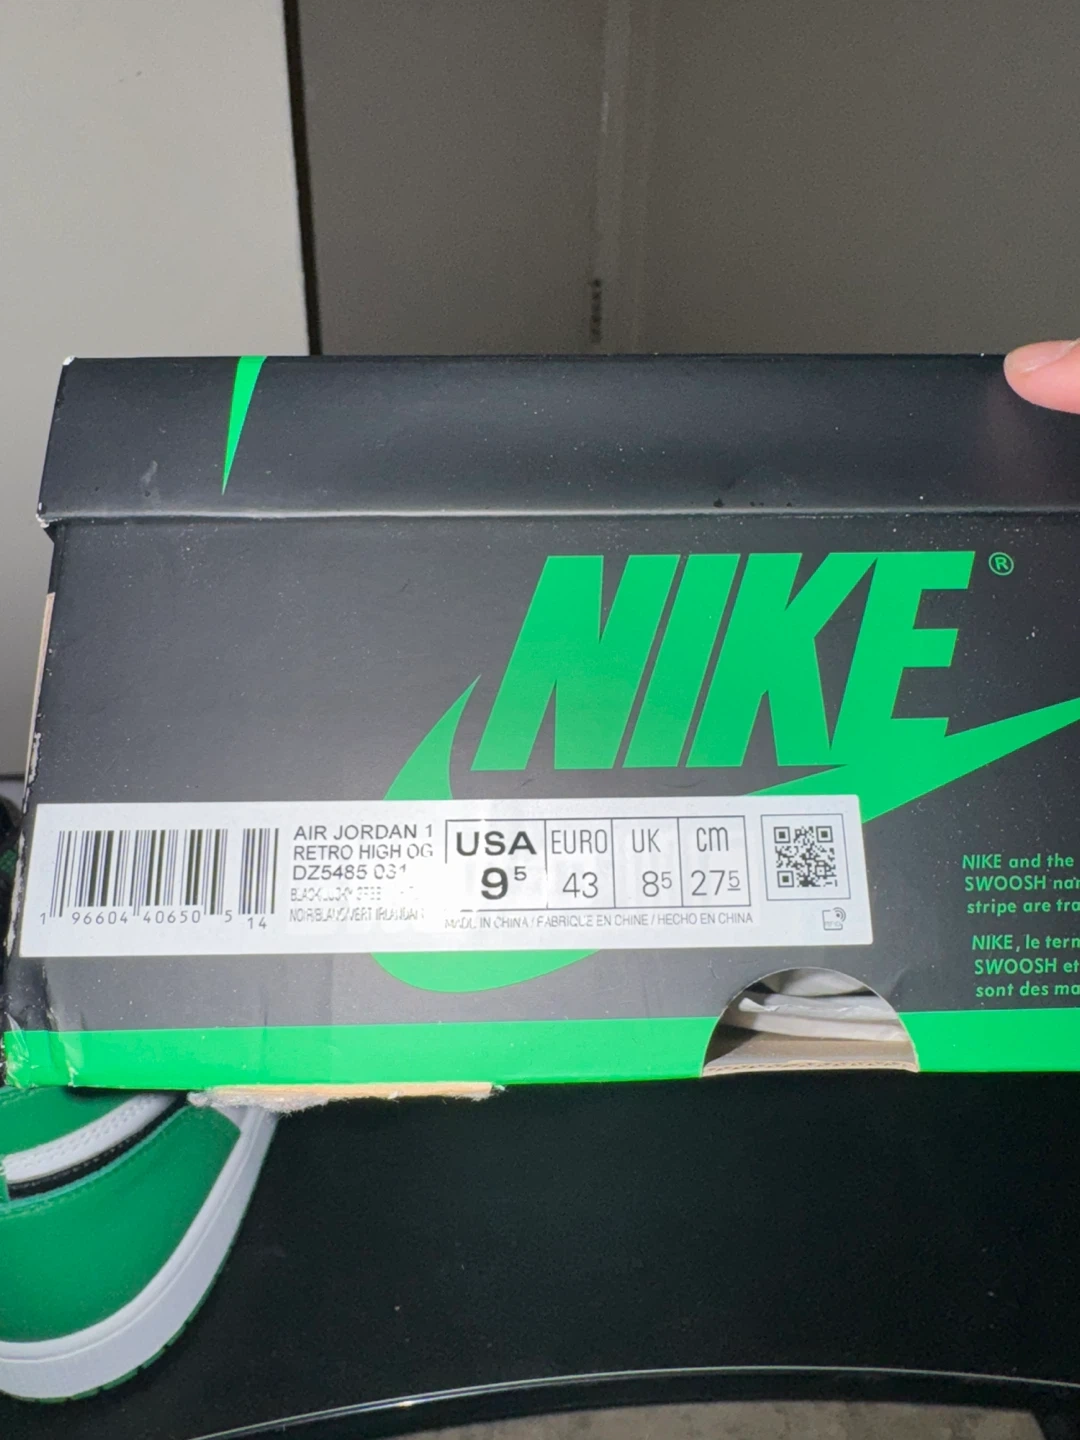 NIKE ®
AIR JORDAN 1
RETRO HIGH OG
DZ5485 031
USA
9⁵
EURO
43
UK
8⁵
cm
27⁵
MADE IN CHINA / FABRIQUE EN CHINE / HECHO EN CHINA
1 96604 40650 5
14
NIKE and the
SWOOSH
stripe are
NIKE, le
SWOOSH et
sont des